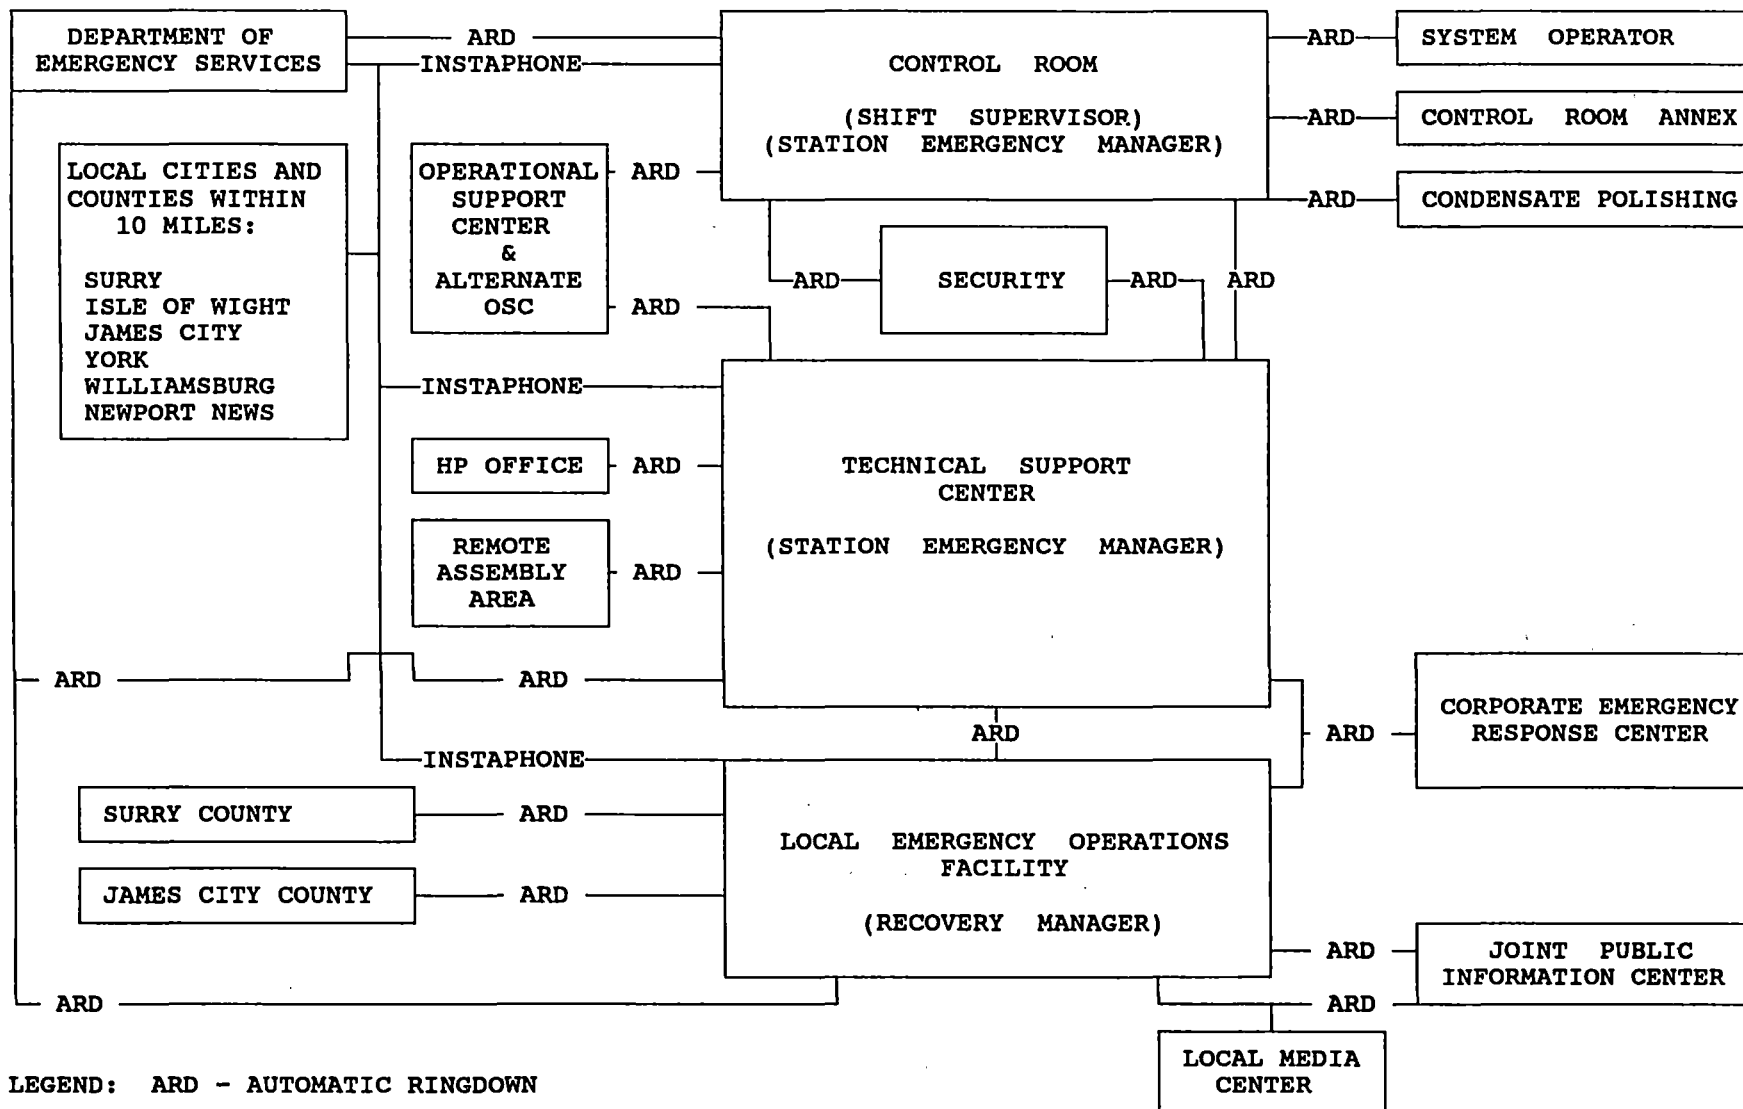 DEPARTMENT OF
EMERGENCY SERVICES
ARD
INSTAPHONE
CONTROL ROOM
(SHIFT SUPERVISOR)
(STATION EMERGENCY MANAGER)
ARD
SYSTEM OPERATOR
ARD
CONTROL ROOM ANNEX
ARD
CONDENSATE POLISHING
LOCAL CITIES AND
COUNTIES WITHIN
10 MILES:
SURRY
ISLE OF WIGHT
JAMES CITY
YORK
WILLIAMSBURG
NEWPORT NEWS
OPERATIONAL
SUPPORT
CENTER
&
ALTERNATE
OSC
ARD
ARD
ARD
SECURITY
ARD
ARD
INSTAPHONE
HP OFFICE
ARD
REMOTE
ASSEMBLY
AREA
ARD
TECHNICAL SUPPORT
CENTER
(STATION EMERGENCY MANAGER)
ARD
ARD
ARD
ARD
CORPORATE EMERGENCY
RESPONSE CENTER
INSTAPHONE
SURRY COUNTY
ARD
JAMES CITY COUNTY
ARD
LOCAL EMERGENCY OPERATIONS
FACILITY
(RECOVERY MANAGER)
ARD
JOINT PUBLIC
INFORMATION CENTER
ARD
ARD
LOCAL MEDIA
CENTER
LEGEND: ARD - AUTOMATIC RINGDOWN